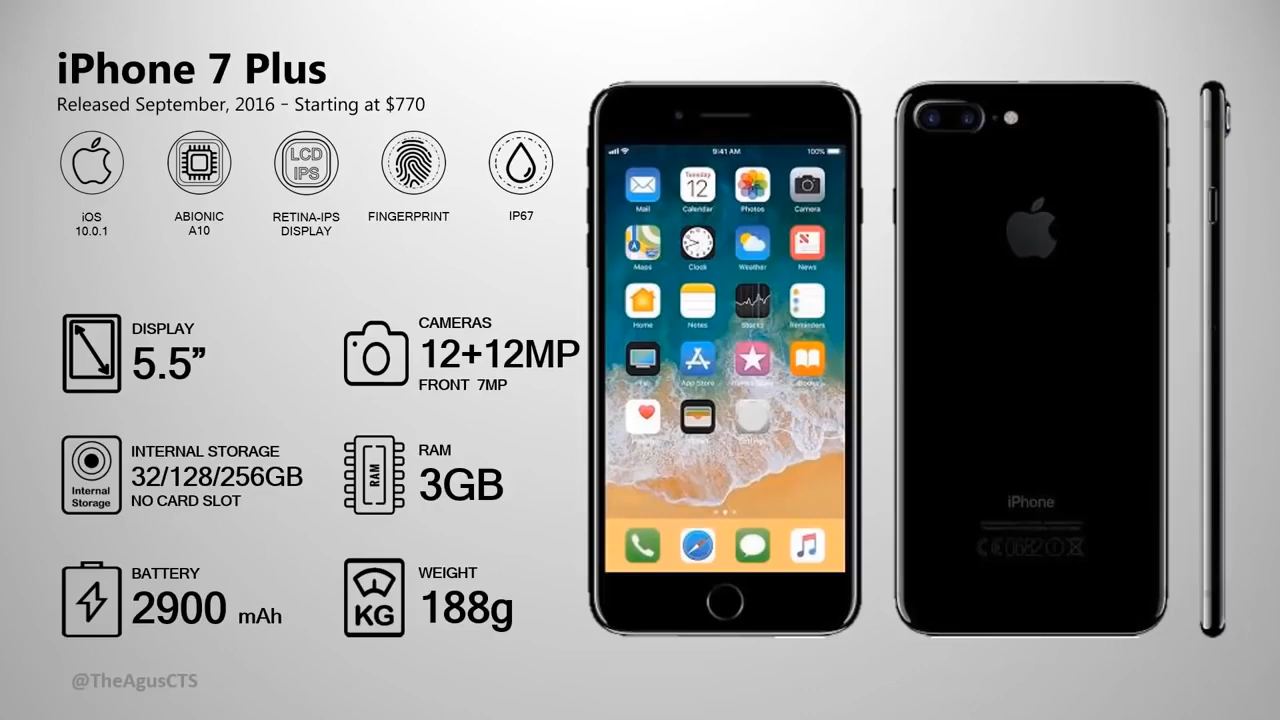 iPhone 7 Plus
Released September, 2016 - Starting at $770
LCD
IPS
iOS
10.0.1
ABIONIC
A10
RETINA-IPS
DISPLAY
FINGERPRINT
IP67
DISPLAY
5.5”
CAMERAS
12+12MP
FRONT 7MP
Internal
Storage
INTERNAL STORAGE
32/128/256GB
NO CARD SLOT
RAM
RAM
3GB
BATTERY
2900 mAh
KG
WEIGHT
188g
@TheAgusCTS
9:41 AM
100%
Tuesday
12
Mail Calendar Photos Camera
Maps Clock Weather News
Home Notes Stocks Reminders
App Store
iPhone